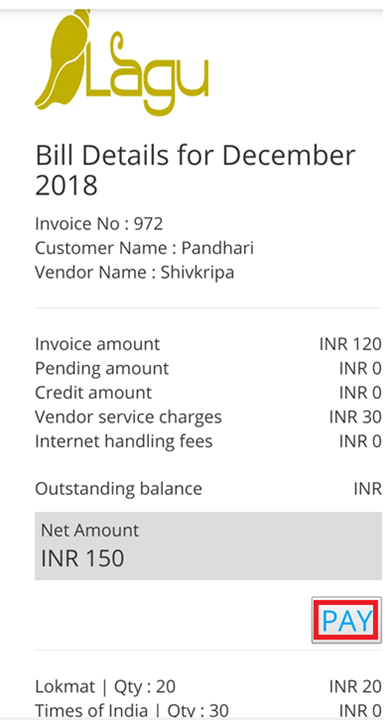 Lagu
Bill Details for December
2018
Invoice No : 972
Customer Name : Pandhari
Vendor Name : Shivkripa
Invoice amount INR 120
Pending amount INR 0
Credit amount INR 0
Vendor service charges INR 30
Internet handling fees INR 0
Outstanding balance INR
Net Amount
INR 150
PAY
Lokmat | Qty : 20 INR 20
Times of India | Qty : 30 INR 0